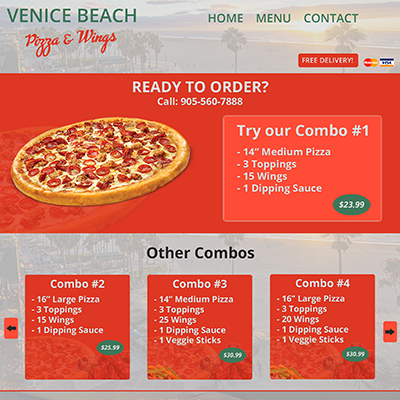 VENICE BEACH
Pizza & Wings
HOME MENU CONTACT
FREE DELIVERY!
VISA
READY TO ORDER?
Call: 905-560-7888
Try our Combo #1
- 14” Medium Pizza
- 3 Toppings
- 15 Wings
- 1 Dipping Sauce
$23.99
Other Combos
Combo #2
- 16” Large Pizza
- 3 Toppings
- 15 Wings
- 1 Dipping Sauce
$25.99
Combo #3
- 14” Medium Pizza
- 3 Toppings
- 25 Wings
- 1 Dipping Sauce
- 1 Veggie Sticks
$30.99
Combo #4
- 16” Large Pizza
- 3 Toppings
- 20 Wings
- 1 Dipping Sauce
- 1 Veggie Sticks
$30.99